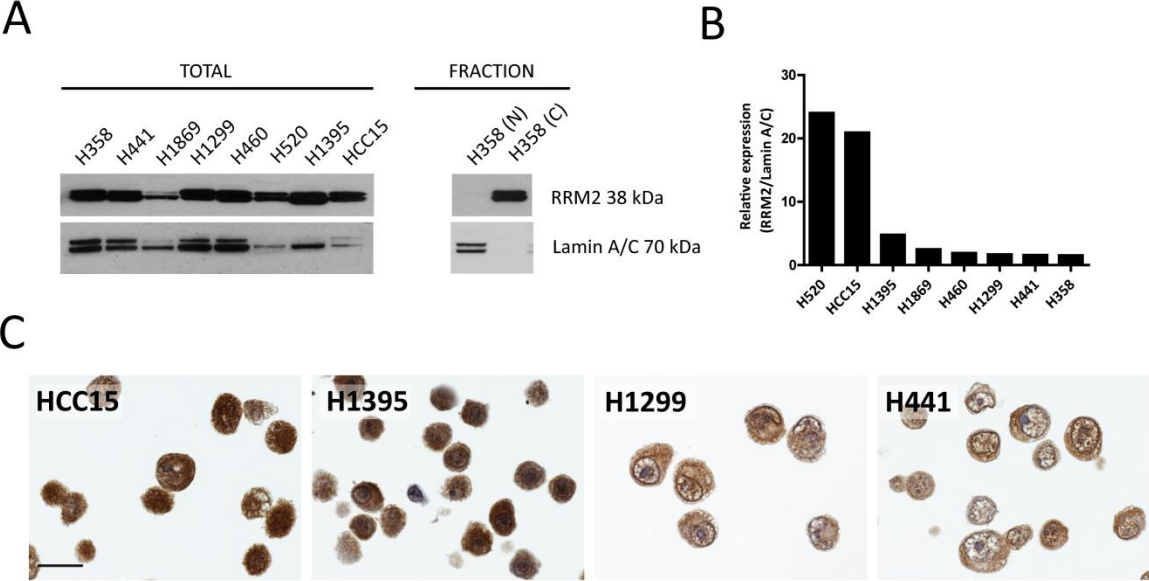 A
TOTAL
FRACTION
H358
H441
H1869
H1299
H460
H520
H1395
HCC15
H358 (N)
H358 (C)
RRM2 38 kDa
Lamin A/C 70 kDa
B
Relative expression
(RRM2/Lamin A/C)
30
20
10
0
H520
HCC15
H1395
H1869
H460
H1299
H441
H358
C
HCC15
H1395
H1299
H441